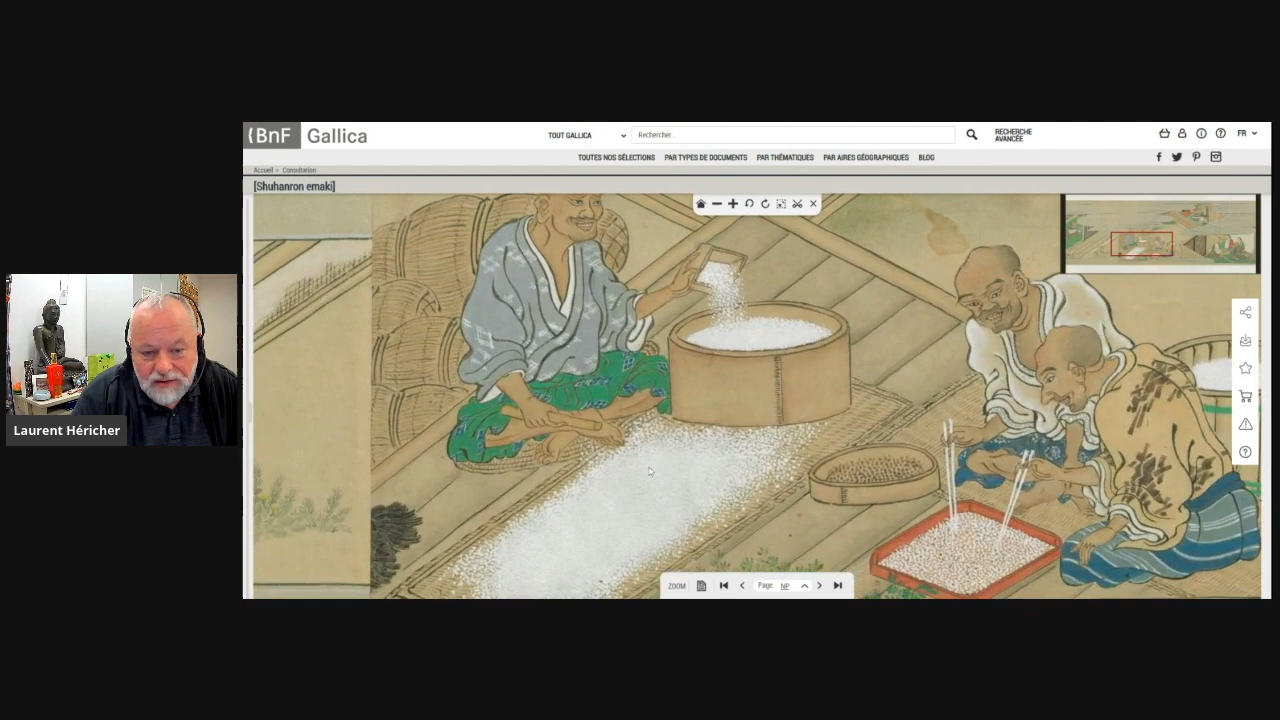 (BnF Gallica
TOUT GALLICA
Rechercher...
RECHERCHE
AVANCÉE
FR
TOUTES NOS SÉLECTIONS PAR TYPES DE DOCUMENTS PAR THÉMATIQUES PAR AIRES GÉOGRAPHIQUES BLOG
Accueil > Consultation
[Shuhanron emaki]
Laurent Héricher
ZOOM Page NP